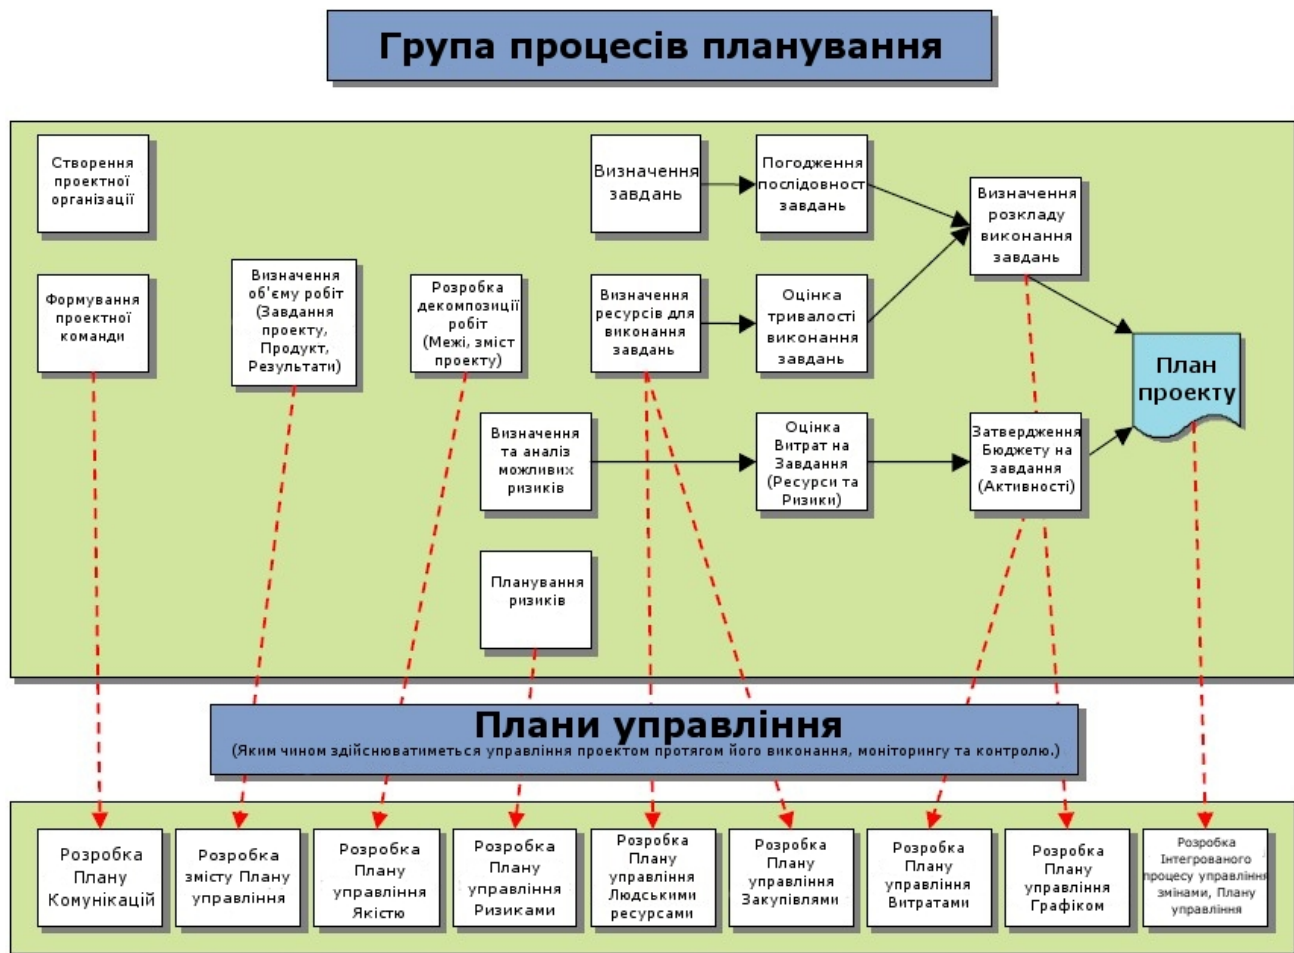 Група процесів планування
Створення
проектної
організації
Визначення
завдань
Погодження
послідовност
завдань
Визначення
розкладу
виконання
завдань
Формування
проектної
команди
Визначення
об'єму робіт
(Завдання
проекту,
Продукт,
Результати)
Розробка
декомпозиції
робіт
(Межі, зміст
проекту)
Визначення
ресурсів для
виконання
завдань
Оцінка
тривалості
виконання
завдань
План
проекту
Визначення
та аналіз
можливих
ризиків
Оцінка
Витрат на
Завдання
(Ресурси та
Ризики)
Затвердження
Бюджету на
завдання
(Активності)
Планування
ризиків
Плани управління
(Яким чином здійснюватиметься управління проектом протягом його виконання, моніторингу та контролю.)
Розробка
Плану
Комунікацій
Розробка
змісту Плану
управління
Розробка
Плану
управління
Якістю
Розробка
Плану
управління
Ризиками
Розробка
Плану
управління
Людськими
ресурсами
Розробка
Плану
управління
Закупівлями
Розробка
Плану
управління
Витратами
Розробка
Плану
управління
Графіком
Розробка
Інтегрованого
процесу управління
змінами, Плану
управління